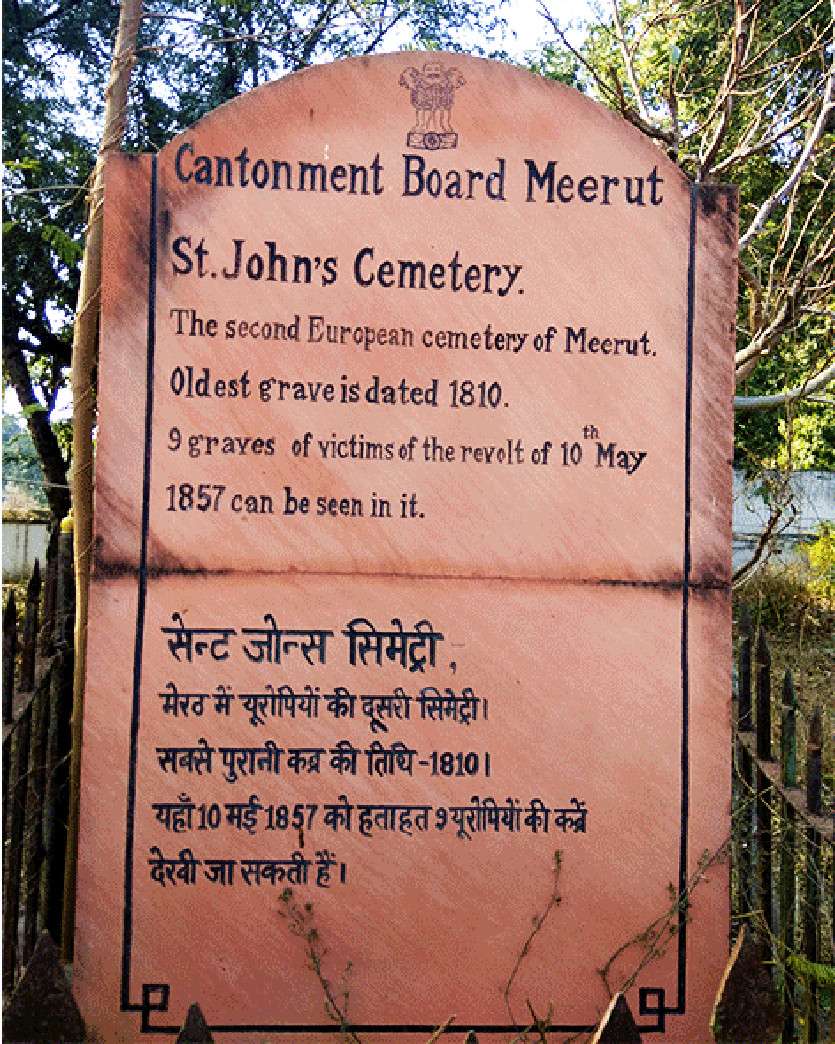 Cantonment Board Meerut
St. John's Cemetery.
The second European cemetery of Meerut.
Oldest grave is dated 1810.
9 graves of victims of the revolt of 10th May
1857 can be seen in it.
सेन्ट जोन्स सिमेट्री,
मेरठ में यूरोपियों की दूसरी सिमेट्री।
सबसे पुरानी कब्र की तिथि-1810।
यहाँ 10 मई 1857 को हताहत 9 यूरोपियों की कब्रें
देखी जा सकती हैं।